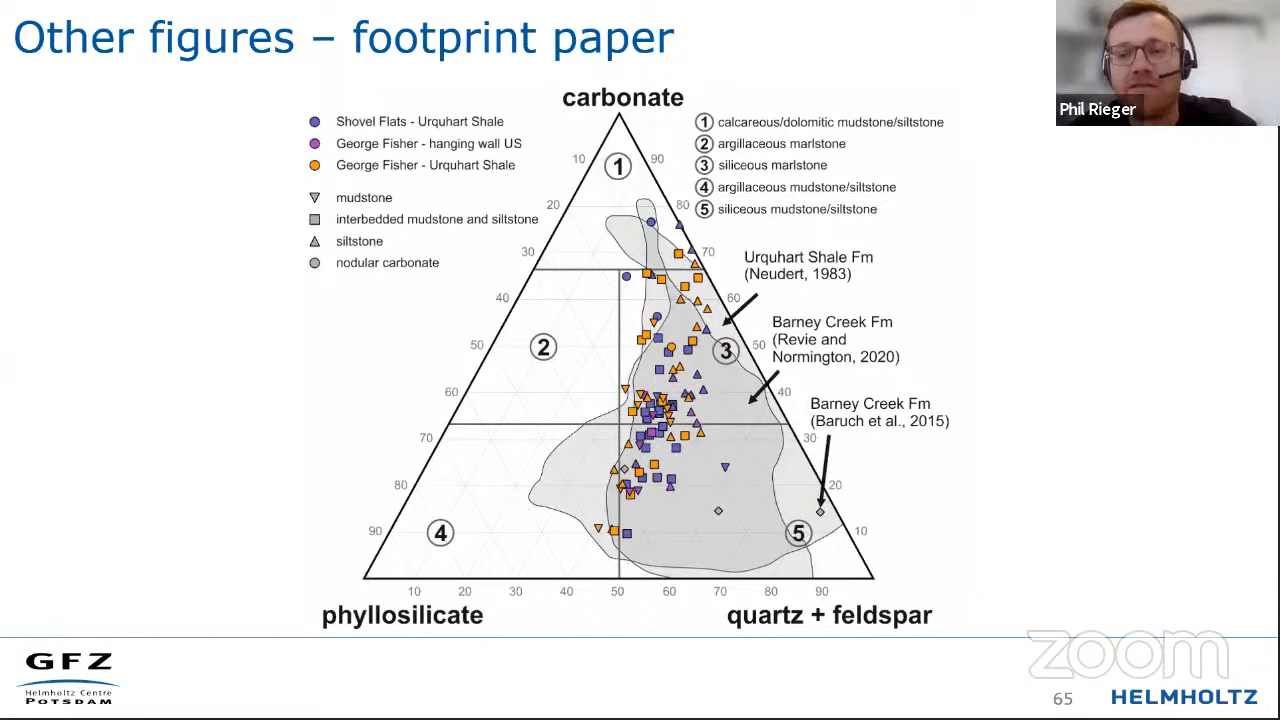 Other figures – footprint paper
Phil Rieger
carbonate
Shovel Flats - Urquhart Shale
George Fisher - hanging wall US
George Fisher - Urquhart Shale
mudstone
interbedded mudstone and siltstone
siltstone
nodular carbonate
1 calcareous/dolomitic mudstone/siltstone
2 argillaceous marlstone
3 siliceous marlstone
4 argillaceous mudstone/siltstone
5 siliceous mudstone/siltstone
10
1
90
20
80
30
70
Urquhart Shale Fm
(Neudert, 1983)
40
60
Barney Creek Fm
(Revie and
Normington, 2020)
50
2
3
50
60
40
Barney Creek Fm
(Baruch et al., 2015)
70
30
80
20
90
4
5
10
10
20
30
40
50
60
70
80
90
phyllosilicate
quartz + feldspar
GFZ
Helmholtz Centre
POTSDAM
zoom
65
HELMHOLTZ